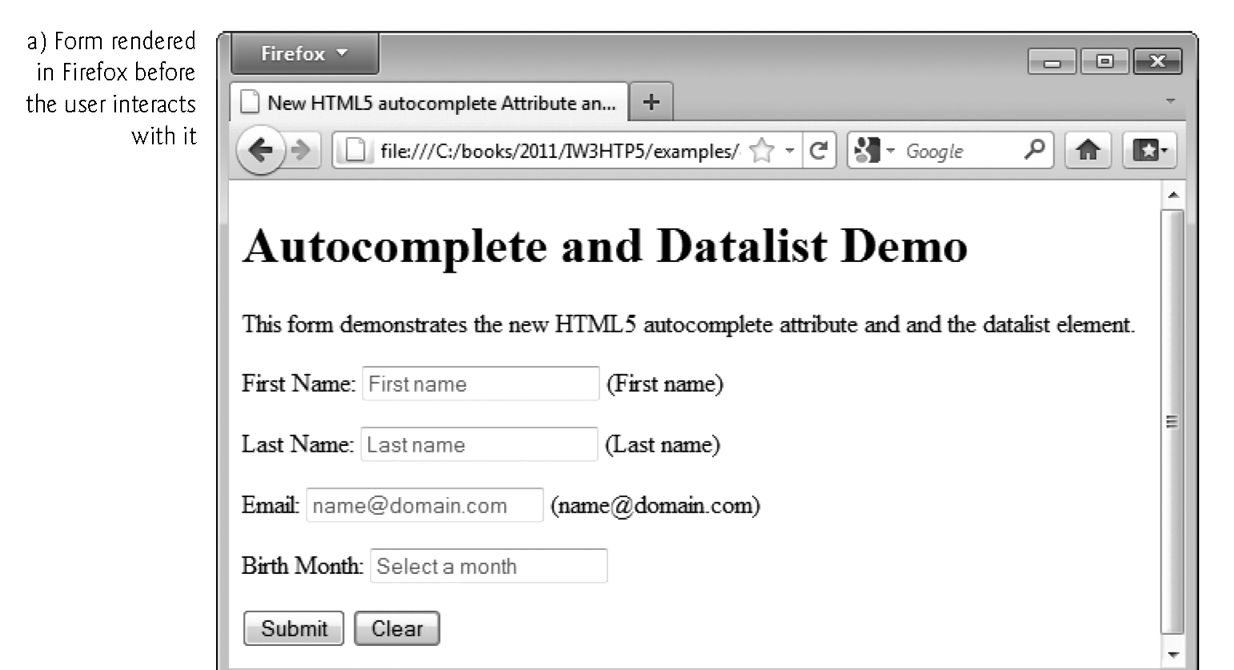 a) Form rendered
in Firefox before
the user interacts
with it
Firefox
New HTML5 autocomplete Attribute an...
file:///C:/books/2011/IW3HTP5/examples/
Google
Autocomplete and Datalist Demo
This form demonstrates the new HTML5 autocomplete attribute and and the datalist element.
First Name: First name (First name)
Last Name: Last name (Last name)
Email: name@domain.com (name@domain.com)
Birth Month: Select a month
Submit Clear